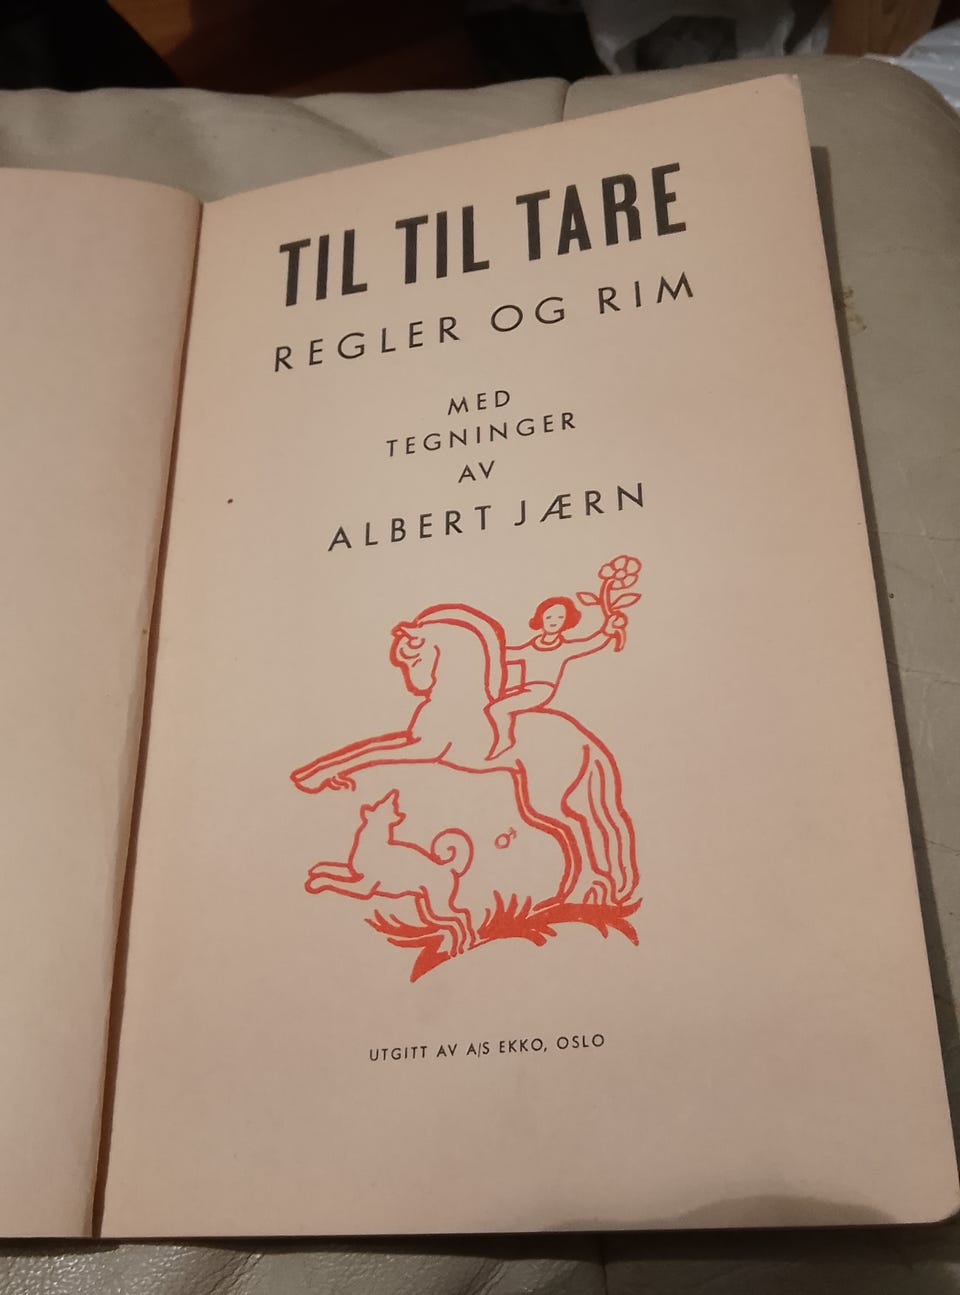 TIL TIL TARE
REGLER OG RIM
MED
TEGNINGER
AV
ALBERT JÆRN
UTGITT AV A/S EKKO, OSLO